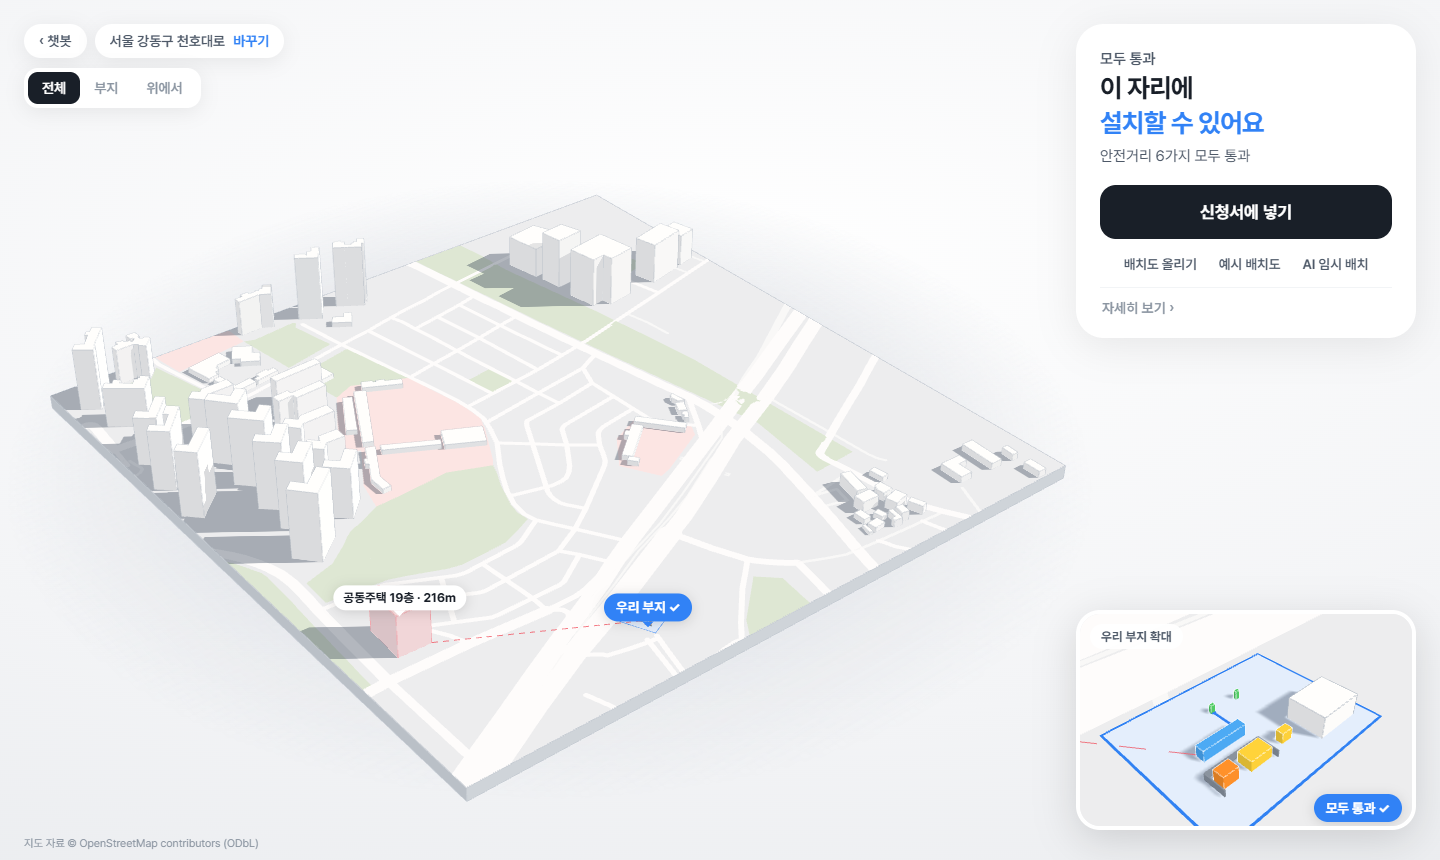 ‹ 챗봇
서울 강동구 천호대로 바꾸기
전체 부지 위에서
모두 통과
이 자리에
설치할 수 있어요
안전거리 6가지 모두 통과
신청서에 넣기
배치도 올리기 예시 배치도 AI 임시 배치
자세히 보기 ›
공동주택 19층 · 216m
우리 부지 ✓
우리 부지 확대
모두 통과 ✓
지도 자료 © OpenStreetMap contributors (ODbL)